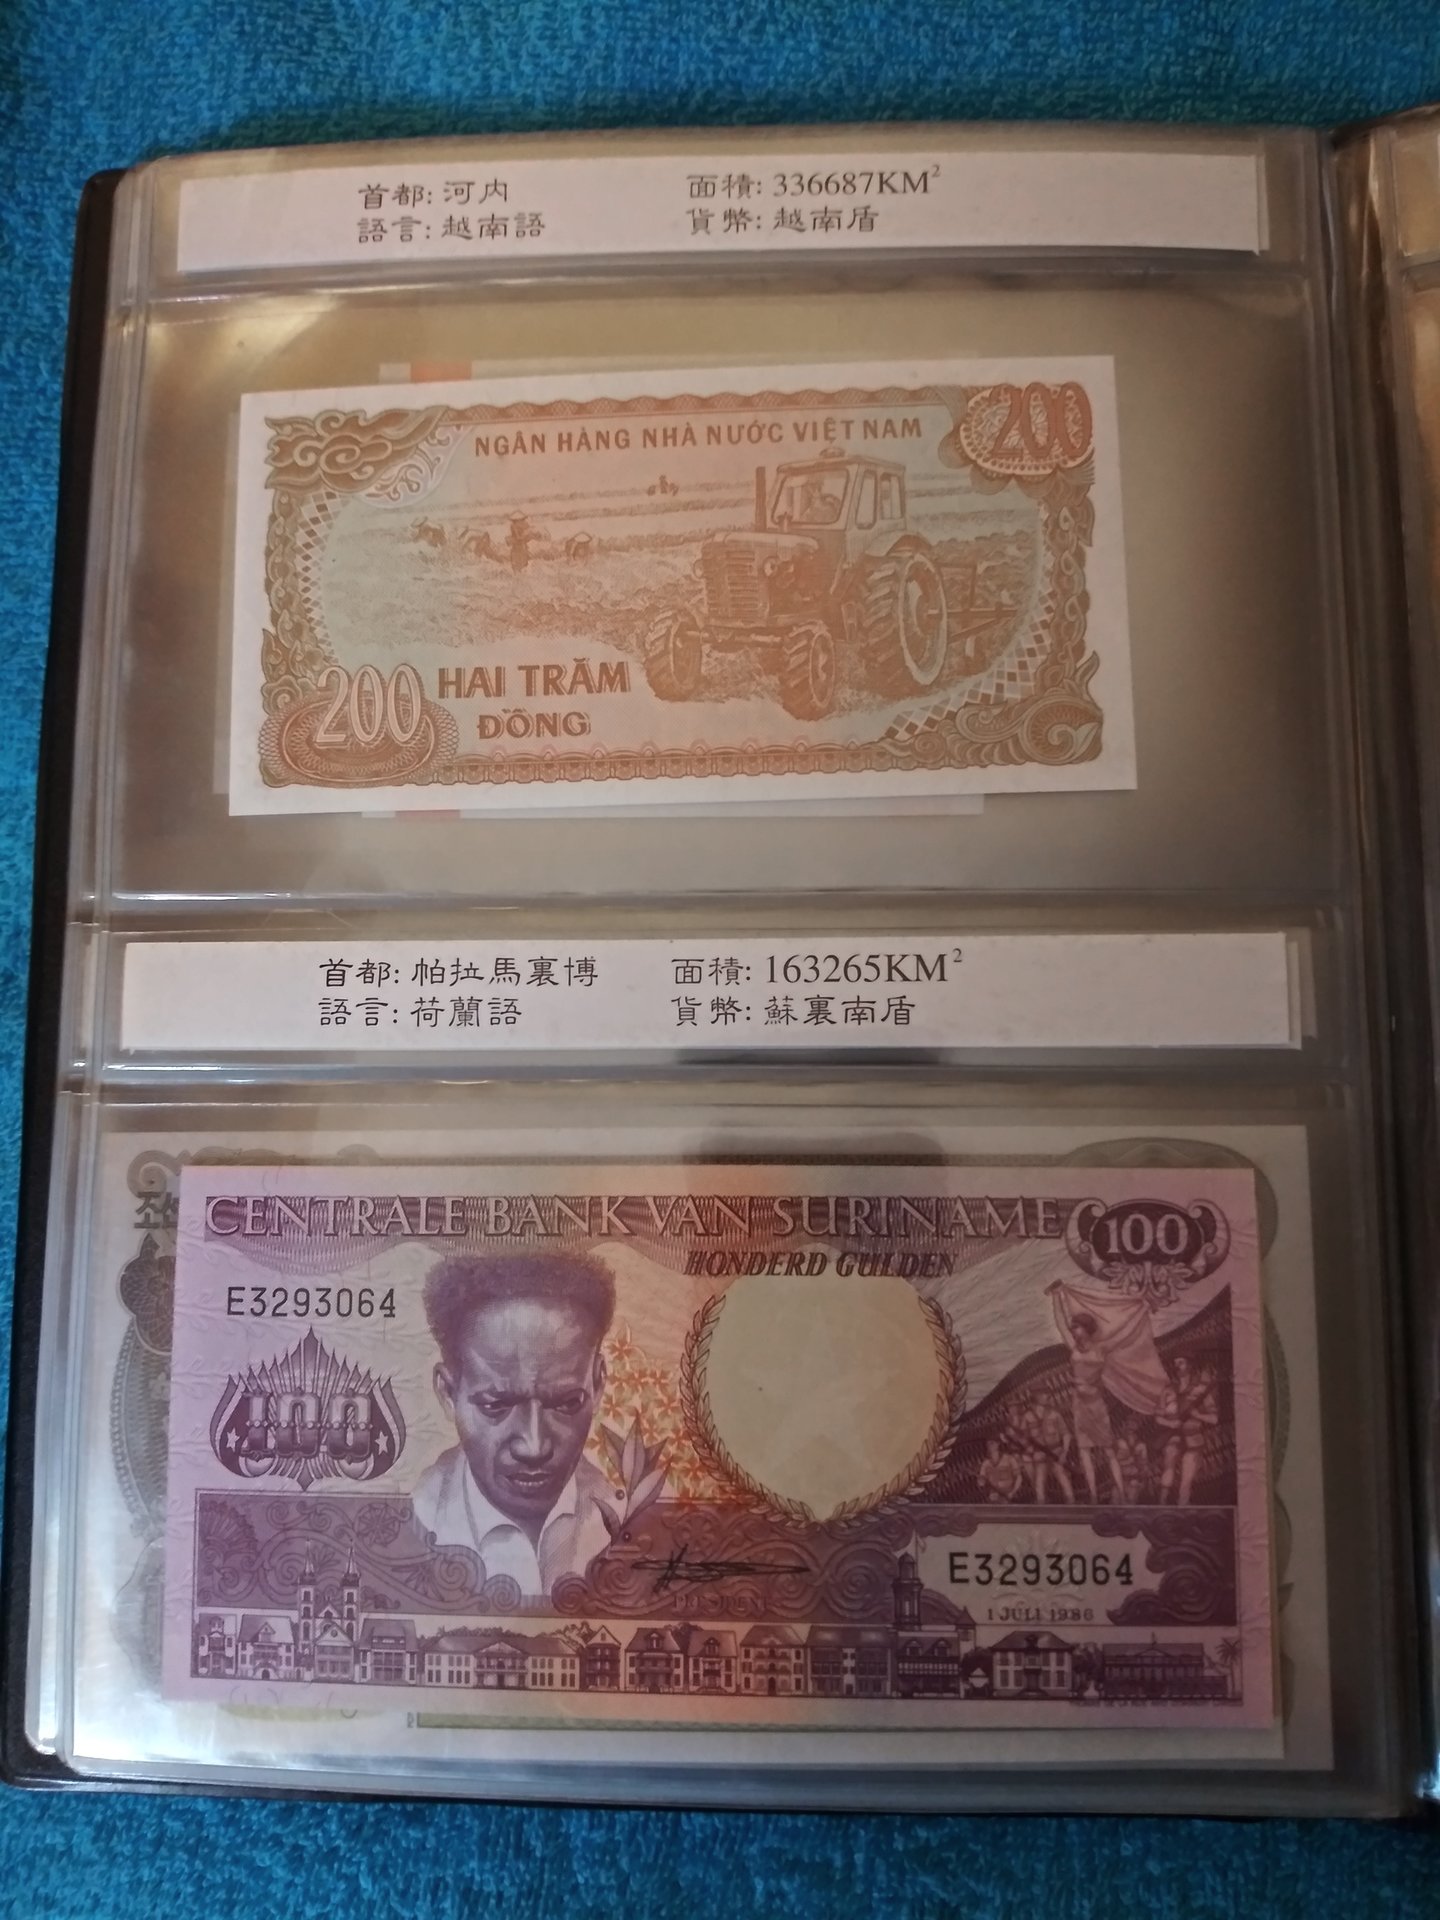 首都: 河內 面積: 336687KM²
語言: 越南語 貨幣: 越南盾
200
NGÂN HÀNG NHÀ NƯỚC VIỆT NAM
200 HAI TRĂM
ĐỒNG
首都: 帕拉馬裏博 面積: 163265KM²
語言: 荷蘭語 貨幣: 蘇裏南盾
CENTRALE BANK VAN SURINAME 100
HONDERD GULDEN
E3293064
100
E3293064
PRESIDENT
1 JULI 1986